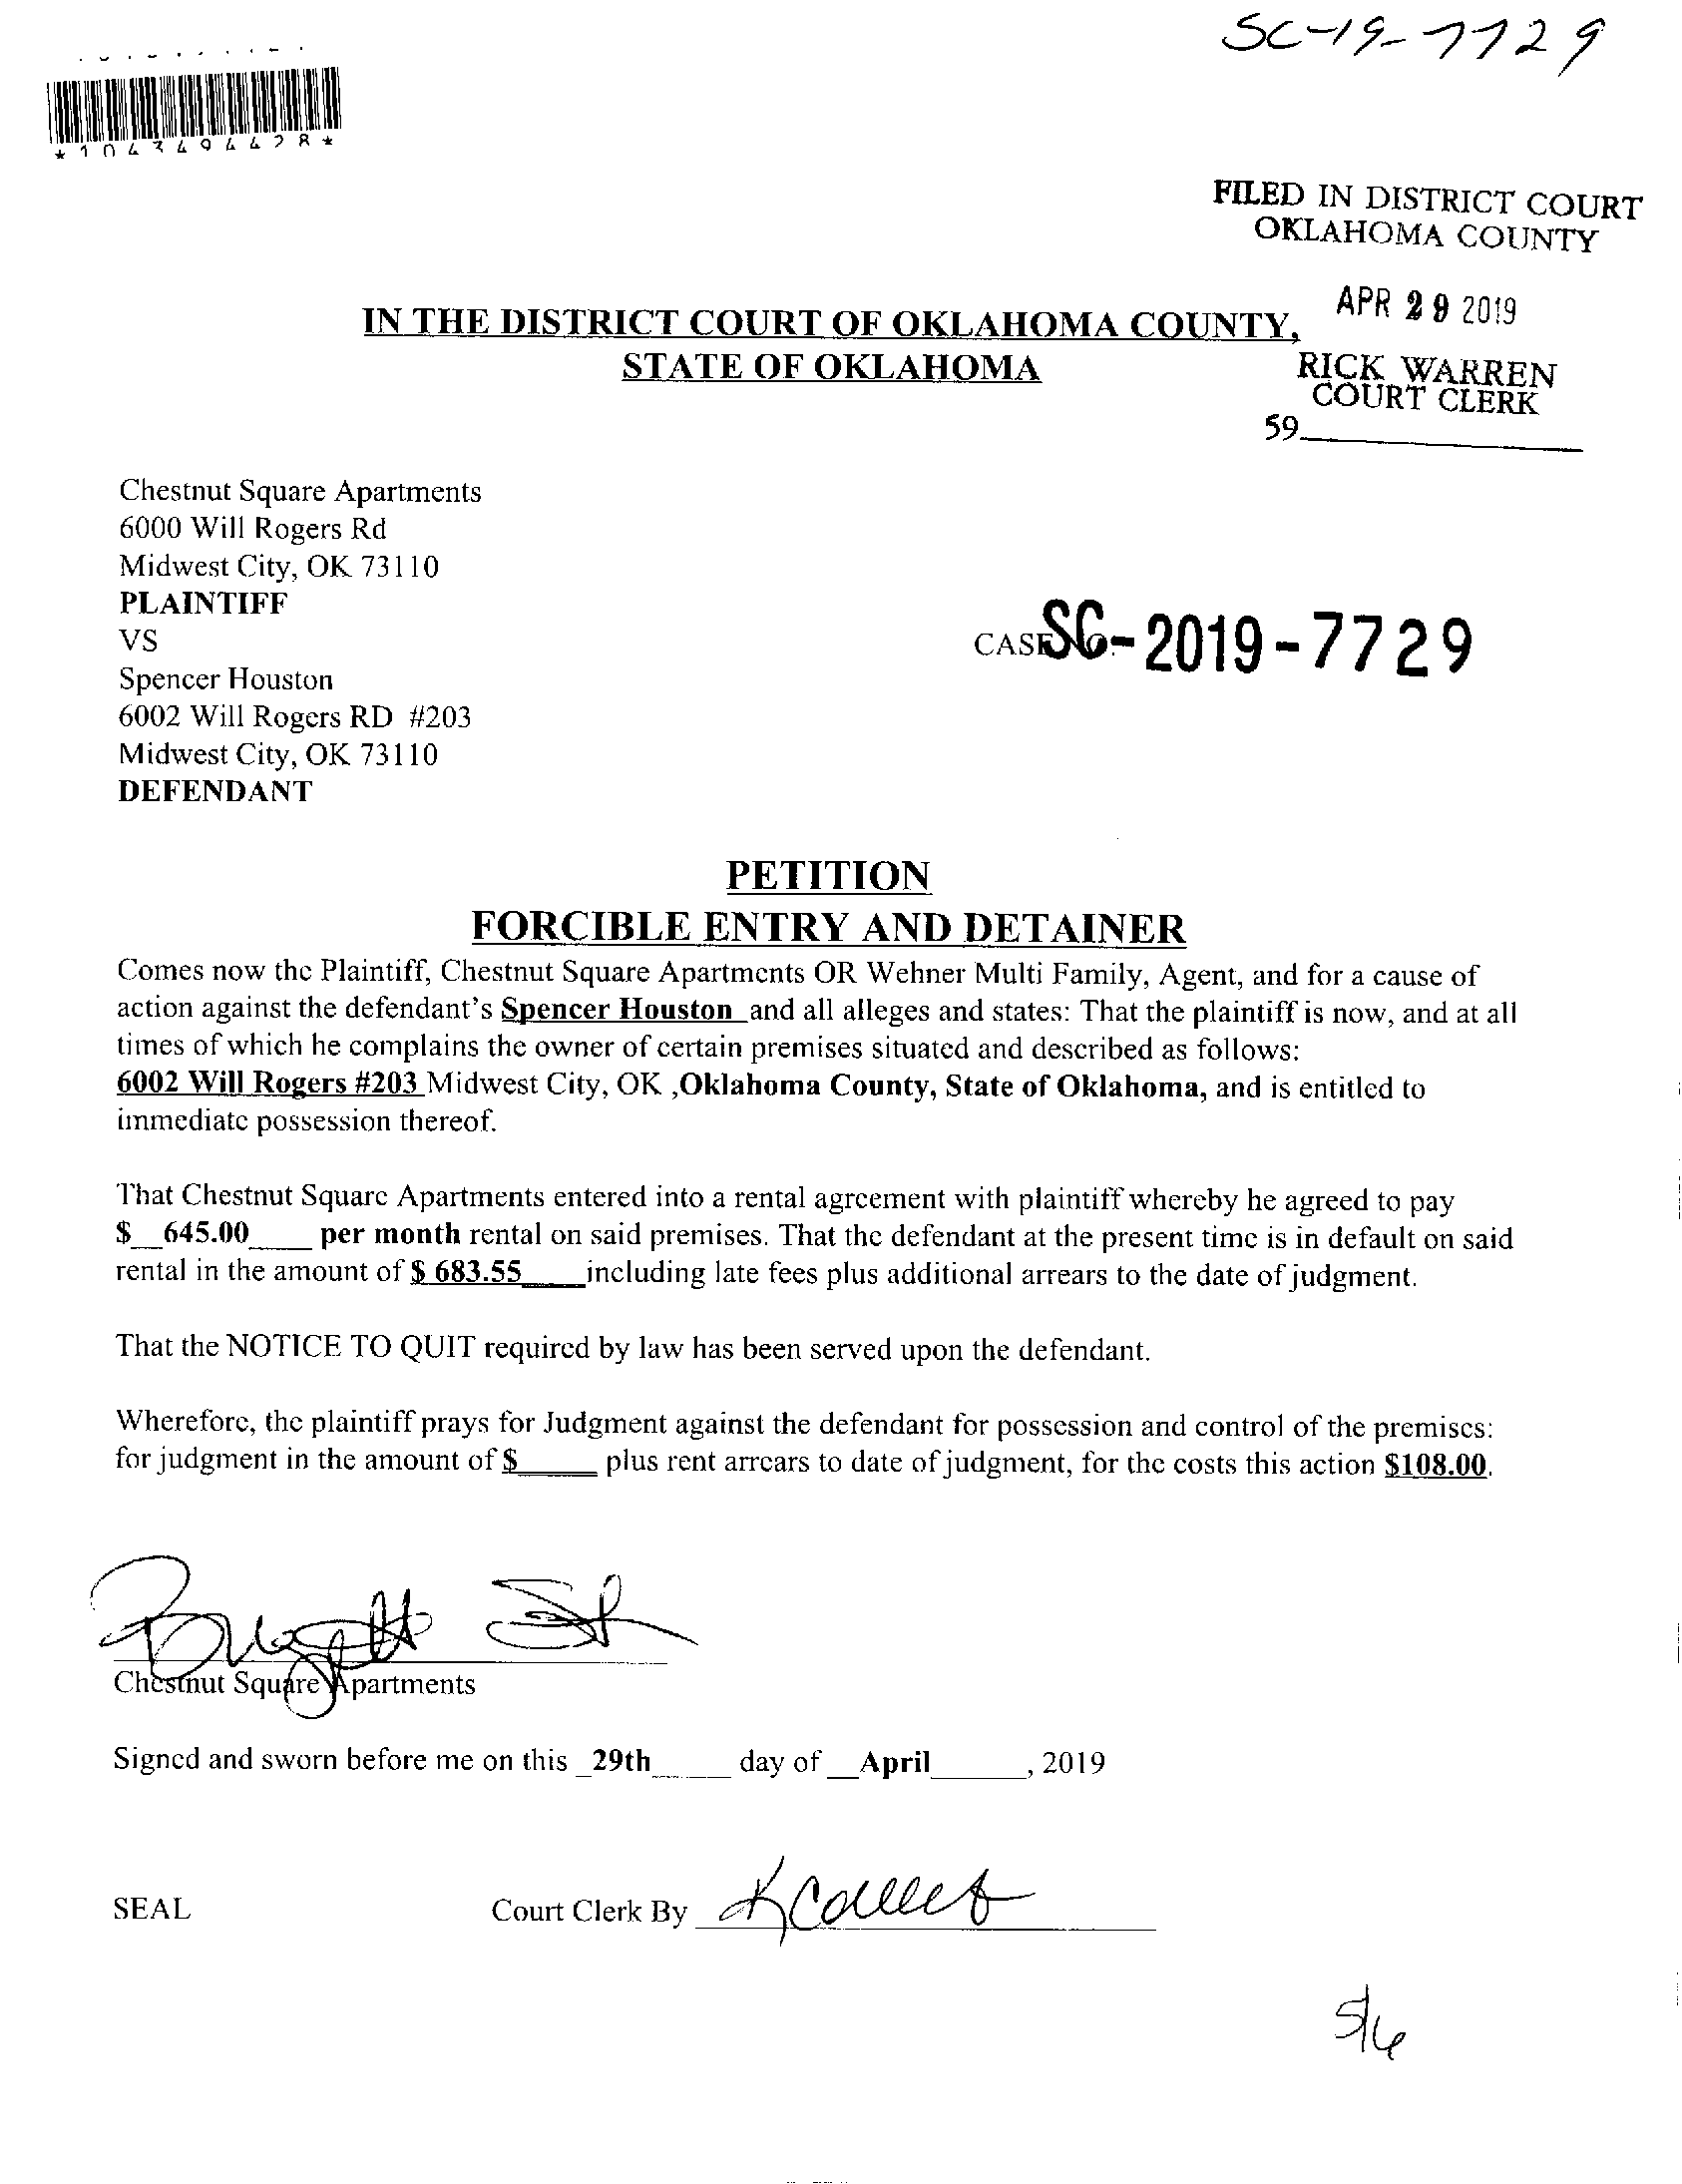 SC-19-7729
*1043494428*
FILED IN DISTRICT COURT
OKLAHOMA COUNTY
APR 29 2019
RICK WARREN
COURT CLERK
59
IN THE DISTRICT COURT OF OKLAHOMA COUNTY,
STATE OF OKLAHOMA
Chestnut Square Apartments
6000 Will Rogers Rd
Midwest City, OK 73110
PLAINTIFF
VS
CASE NO. SC-2019-7729
Spencer Houston
6002 Will Rogers RD #203
Midwest City, OK 73110
DEFENDANT
PETITION
FORCIBLE ENTRY AND DETAINER
Comes now the Plaintiff, Chestnut Square Apartments OR Wehner Multi Family, Agent, and for a cause of
action against the defendant's Spencer Houston and all alleges and states: That the plaintiff is now, and at all
times of which he complains the owner of certain premises situated and described as follows:
6002 Will Rogers #203 Midwest City, OK ,Oklahoma County, State of Oklahoma, and is entitled to
immediate possession thereof.
That Chestnut Square Apartments entered into a rental agreement with plaintiff whereby he agreed to pay
$__645.00____ per month rental on said premises. That the defendant at the present time is in default on said
rental in the amount of $ 683.55____including late fees plus additional arrears to the date of judgment.
That the NOTICE TO QUIT required by law has been served upon the defendant.
Wherefore, the plaintiff prays for Judgment against the defendant for possession and control of the premises:
for judgment in the amount of $_____ plus rent arrears to date of judgment, for the costs this action $108.00.
Chestnut Square Apartments
Signed and sworn before me on this _29th_____ day of __April______, 2019
SEAL
Court Clerk By
5/6